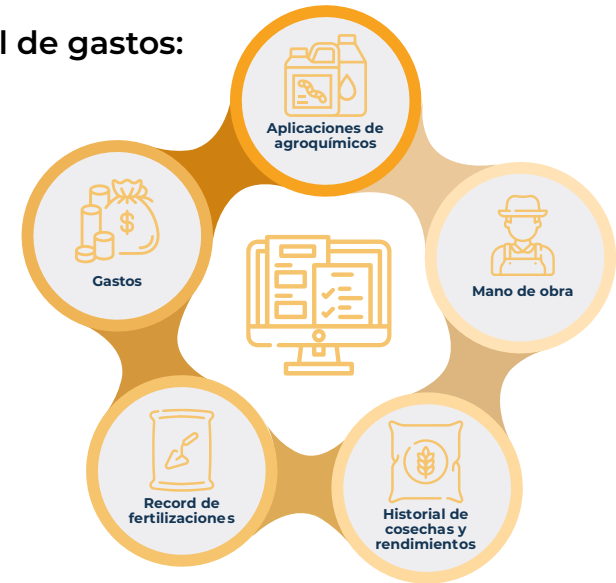 l de gastos:
Aplicaciones de
agroquímicos
Mano de obra
Gastos
Record de
fertilizaciones
Historial de
cosechas y
rendimientos
$